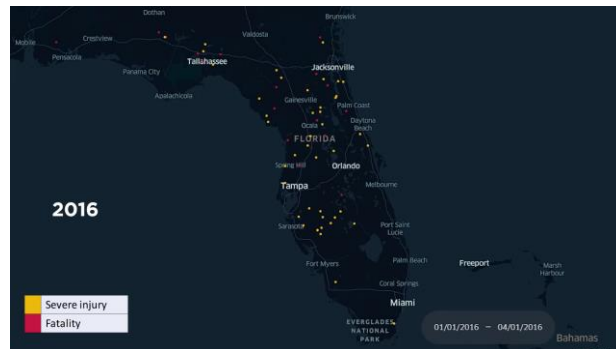 Dothan
Brunswick
Valdosta
Mobile
Crestview
Pensacola
Tallahassee
Jacksonville
Panama City
Apalachicola
Gainesville
Palm Coast
Ocala
Daytona
Beach
FLORIDA
Spring Hill
Orlando
Tampa
Melbourne
2016
Sarasota
Port Saint
Lucie
Fort Myers
Palm Beach
Freeport
Marsh
Harbour
Coral Springs
Severe injury
Fatality
Miami
EVERGLADES
NATIONAL
PARK
01/01/2016 – 04/01/2016
Bahamas